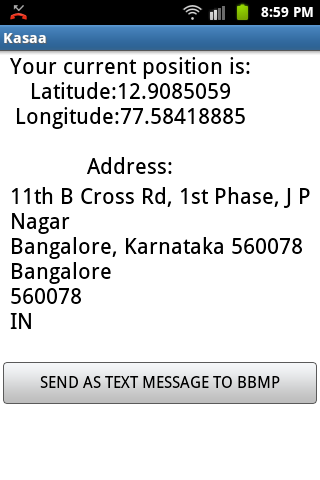 8:59 PM
Kasaa
Your current position is:
Latitude:12.9085059
Longitude:77.58418885
Address:
11th B Cross Rd, 1st Phase, J P
Nagar
Bangalore, Karnataka 560078
Bangalore
560078
IN
SEND AS TEXT MESSAGE TO BBMP